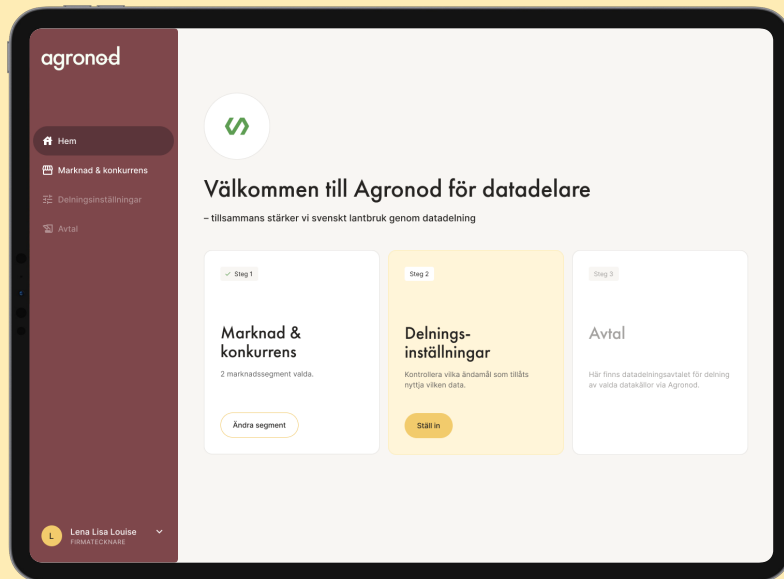 agronod
Hem
Marknad & konkurrens
Delningsinställningar
Avtal
Välkommen till Agronod för datadelare
– tillsammans stärker vi svenskt lantbruk genom datadelning
Steg 1
Marknad &
konkurrens
2 marknadssegment valda.
Ändra segment
Steg 2
Delnings-
inställningar
Kontrollera vilka ändamål som tillåts
nyttja vilken data.
Ställ in
Steg 3
Avtal
Här finns datadelningsavtalet för delning
av valda datakällor via Agronod.
L
Lena Lisa Louise
FIRMATECKNARE